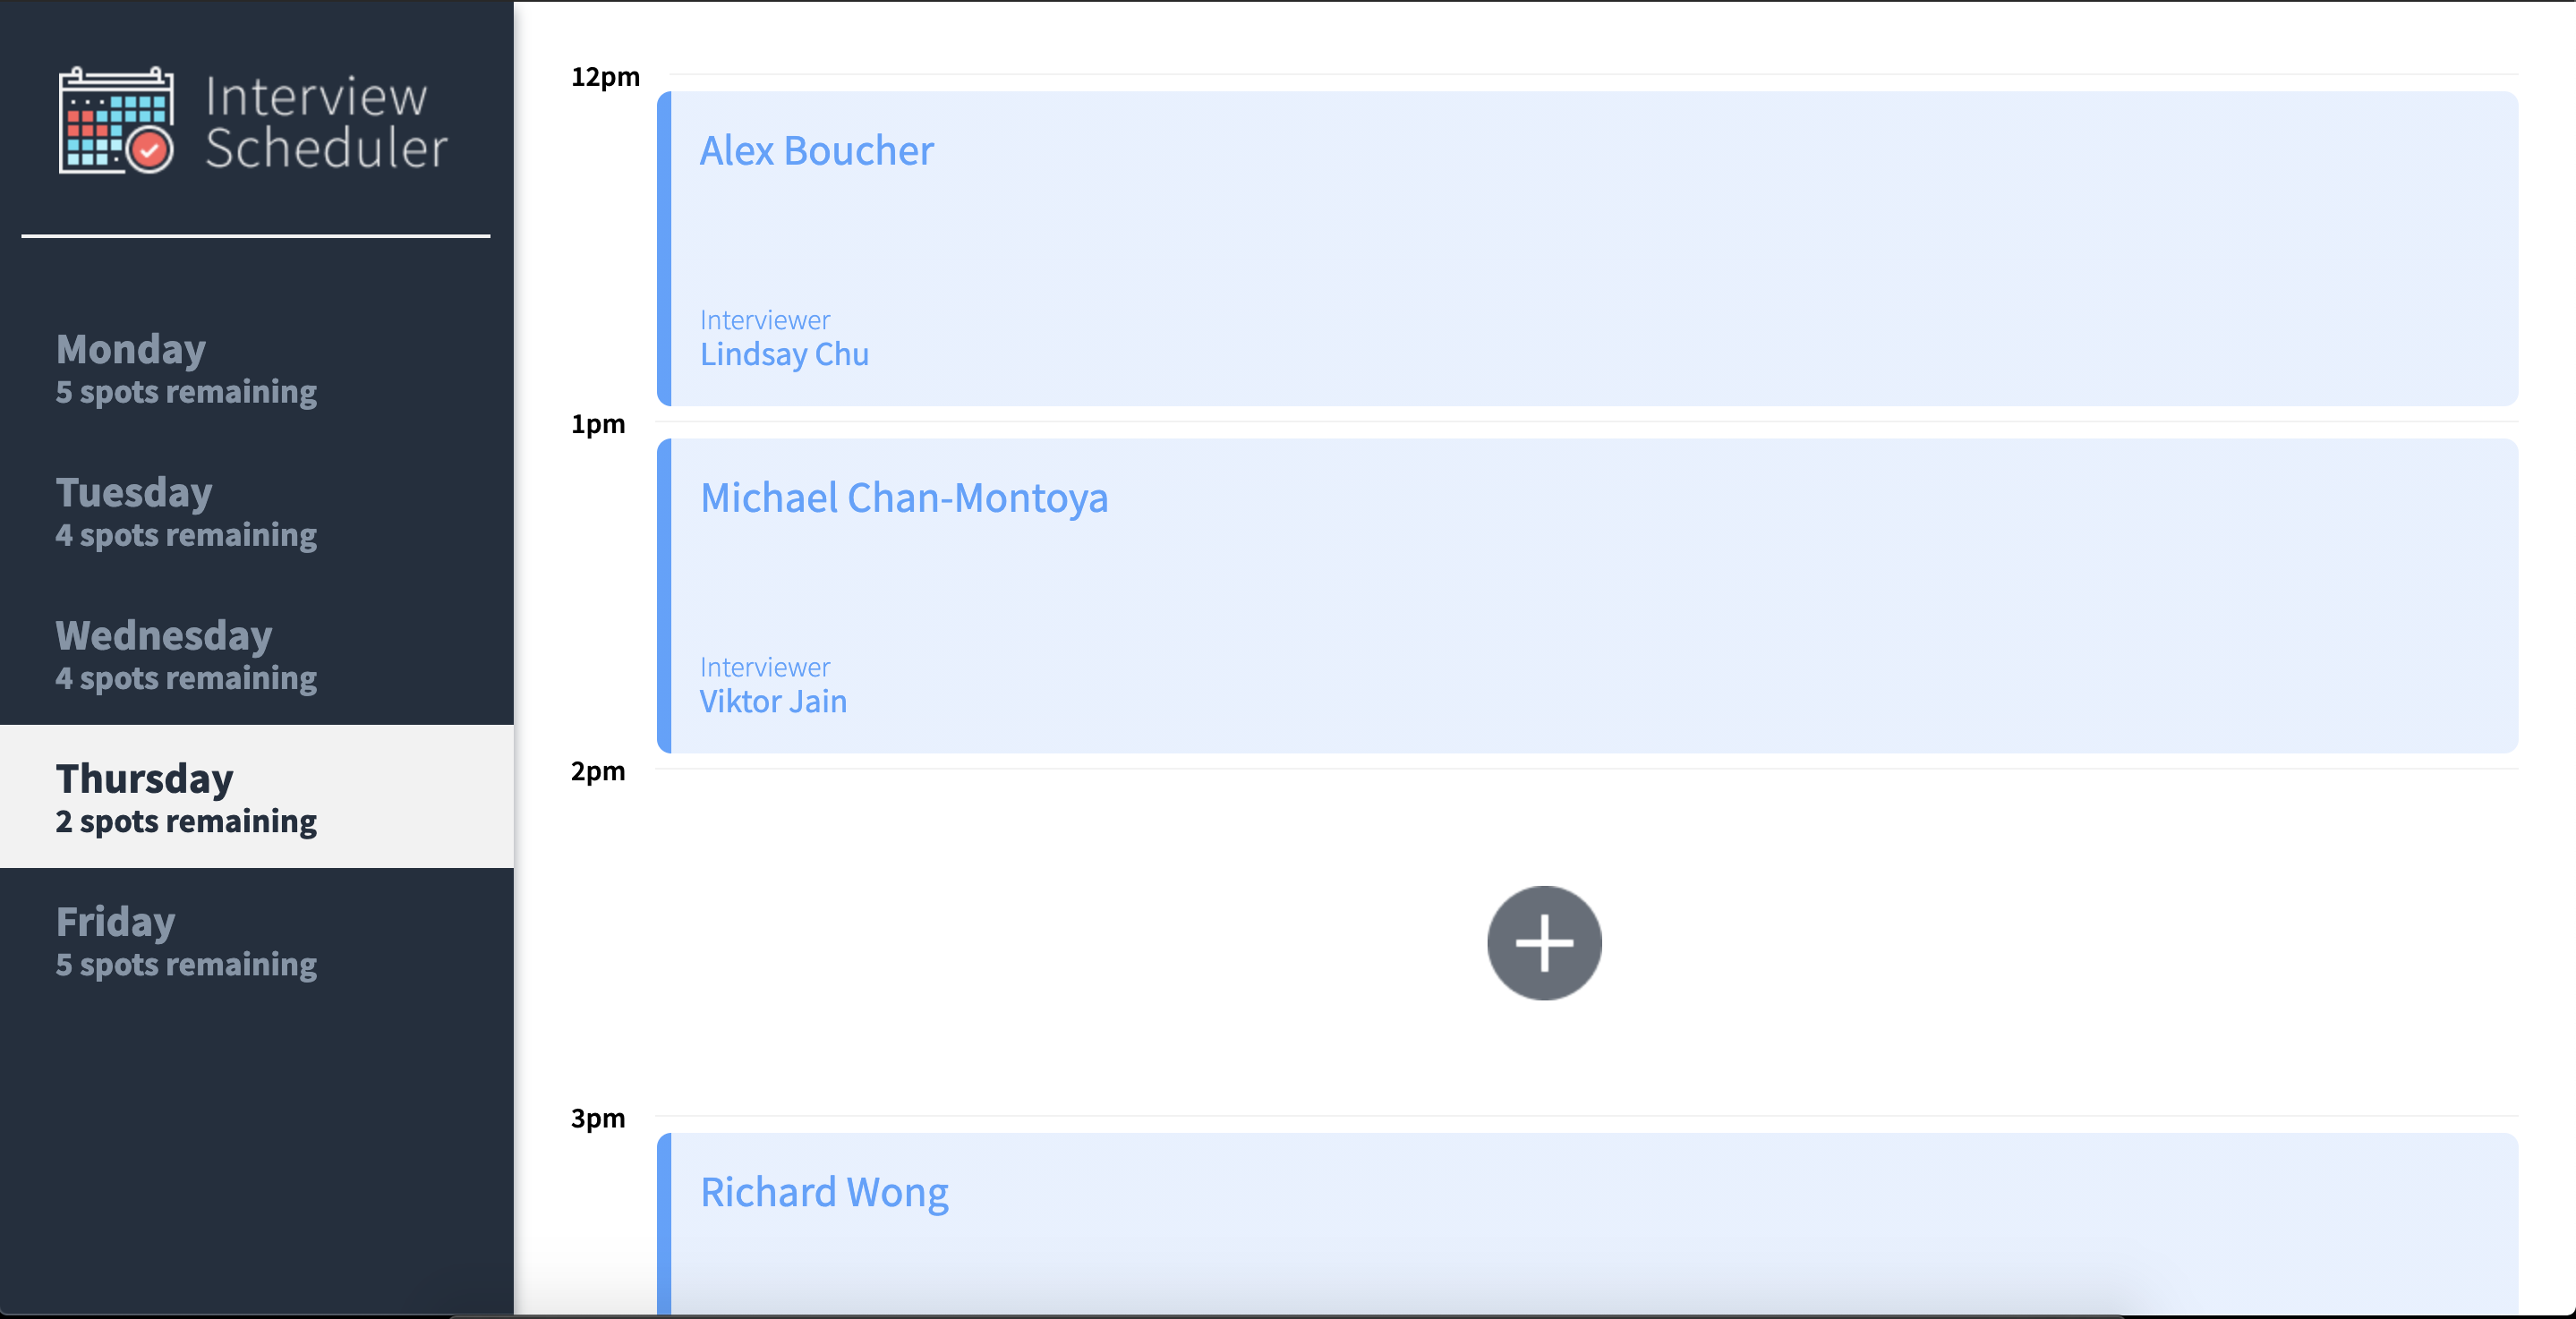 Interview
Scheduler
Monday
5 spots remaining
Tuesday
4 spots remaining
Wednesday
4 spots remaining
Thursday
2 spots remaining
Friday
5 spots remaining
12pm
Alex Boucher
Interviewer
Lindsay Chu
1pm
Michael Chan-Montoya
Interviewer
Viktor Jain
2pm
3pm
Richard Wong